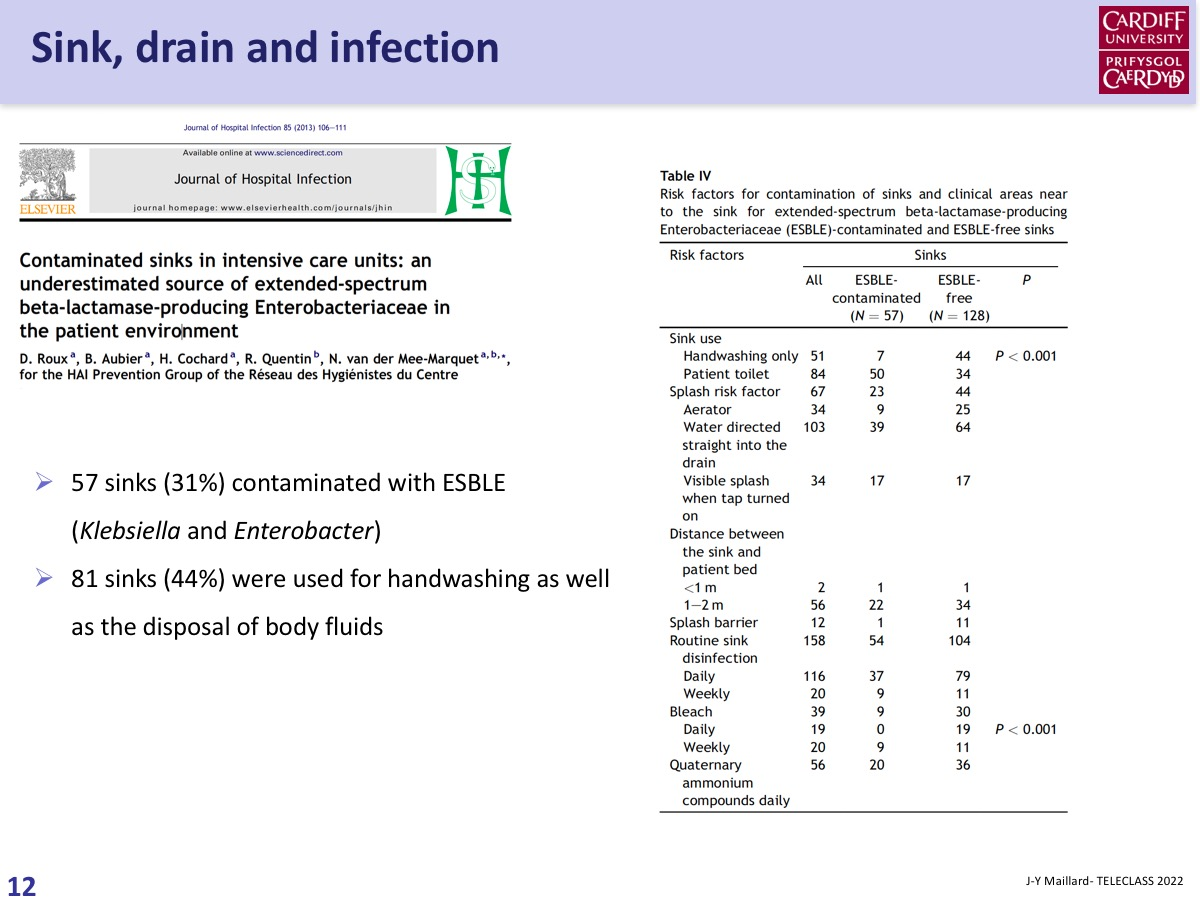 Sink, drain and infection
CARDIFF
UNIVERSITY
PRIFYSGOL
CAERDYDD
Journal of Hospital Infection 85 (2013) 106–111
Available online at www.sciencedirect.com
Journal of Hospital Infection
journal homepage: www.elsevierhealth.com/journals/jhin
ELSEVIER
Contaminated sinks in intensive care units: an
underestimated source of extended-spectrum
beta-lactamase-producing Enterobacteriaceae in
the patient environment
D. Roux a, B. Aubier a, H. Cochard a, R. Quentin b, N. van der Mee-Marquet a,b,*,
for the HAI Prevention Group of the Réseau des Hygiénistes du Centre
➢ 57 sinks (31%) contaminated with ESBLE
(Klebsiella and Enterobacter)
➢ 81 sinks (44%) were used for handwashing as well
as the disposal of body fluids
Table IV
Risk factors for contamination of sinks and clinical areas near
to the sink for extended-spectrum beta-lactamase-producing
Enterobacteriaceae (ESBLE)-contaminated and ESBLE-free sinks
Risk factors Sinks
All ESBLE- ESBLE- P
contaminated free
(N = 57) (N = 128)
Sink use
Handwashing only 51 7 44 P < 0.001
Patient toilet 84 50 34
Splash risk factor 67 23 44
Aerator 34 9 25
Water directed 103 39 64
straight into the
drain
Visible splash 34 17 17
when tap turned
on
Distance between
the sink and
patient bed
<1 m 2 1 1
1–2 m 56 22 34
Splash barrier 12 1 11
Routine sink 158 54 104
disinfection
Daily 116 37 79
Weekly 20 9 11
Bleach 39 9 30
Daily 19 0 19 P < 0.001
Weekly 20 9 11
Quaternary 56 20 36
ammonium
compounds daily
12
J-Y Maillard- TELECLASS 2022